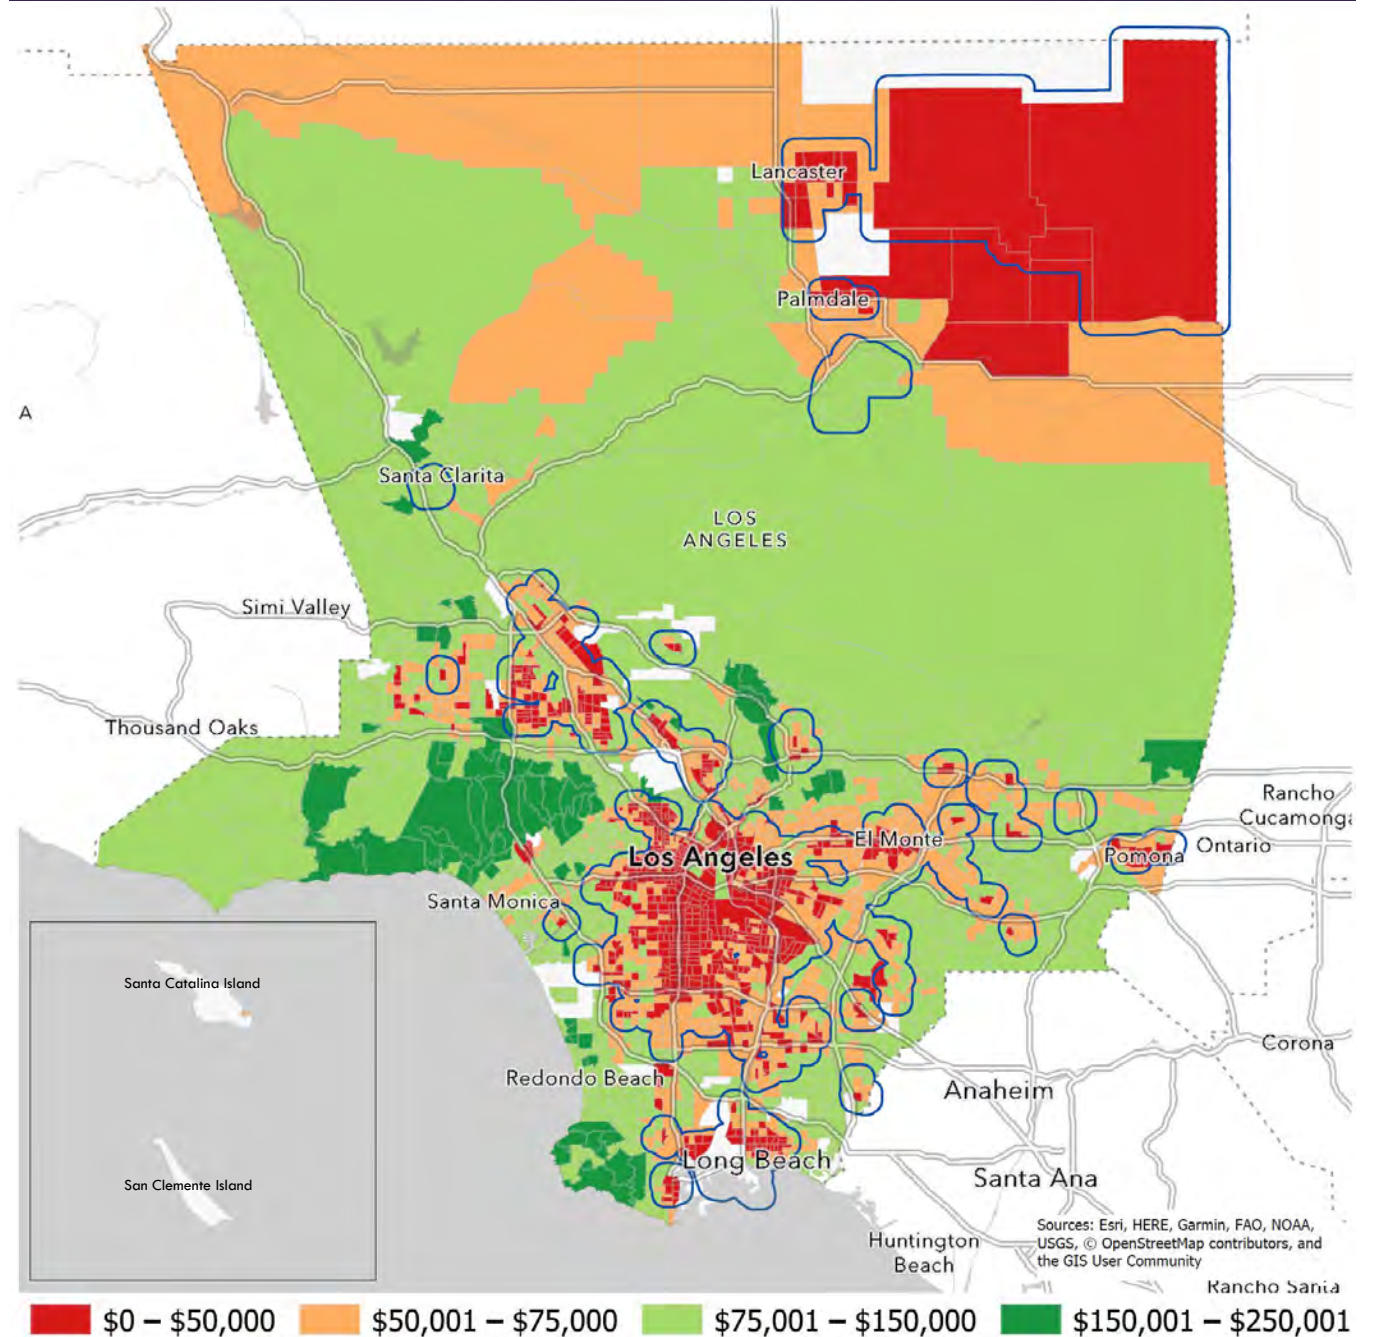 Lancaster
Palmdale
A
Santa Clarita
LOS
ANGELES
Simi Valley
Thousand Oaks
Rancho
Cucamonga
El Monte
Los Angeles
Pomona
Ontario
Santa Monica
Santa Catalina Island
Corona
Redondo Beach
Anaheim
Long Beach
Santa Ana
San Clemente Island
Sources: Esri, HERE, Garmin, FAO, NOAA,
USGS, © OpenStreetMap contributors, and
the GIS User Community
Huntington
Beach
Rancho Santa
$0 – $50,000
$50,001 – $75,000
$75,001 – $150,000
$150,001 – $250,001